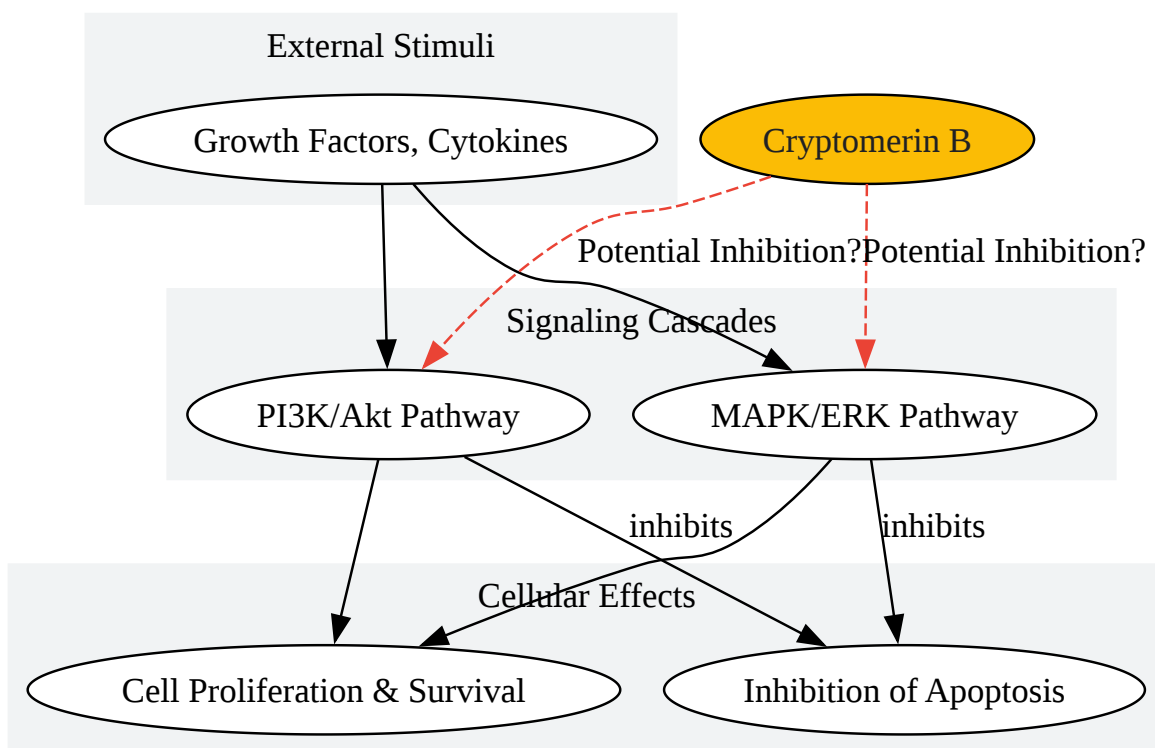 External Stimuli
Growth Factors, Cytokines
Cryptomerin B
Potential Inhibition?
Potential Inhibition?
Signaling Cascades
PI3K/Akt Pathway
MAPK/ERK Pathway
inhibits
inhibits
Cellular Effects
Cell Proliferation & Survival
Inhibition of Apoptosis